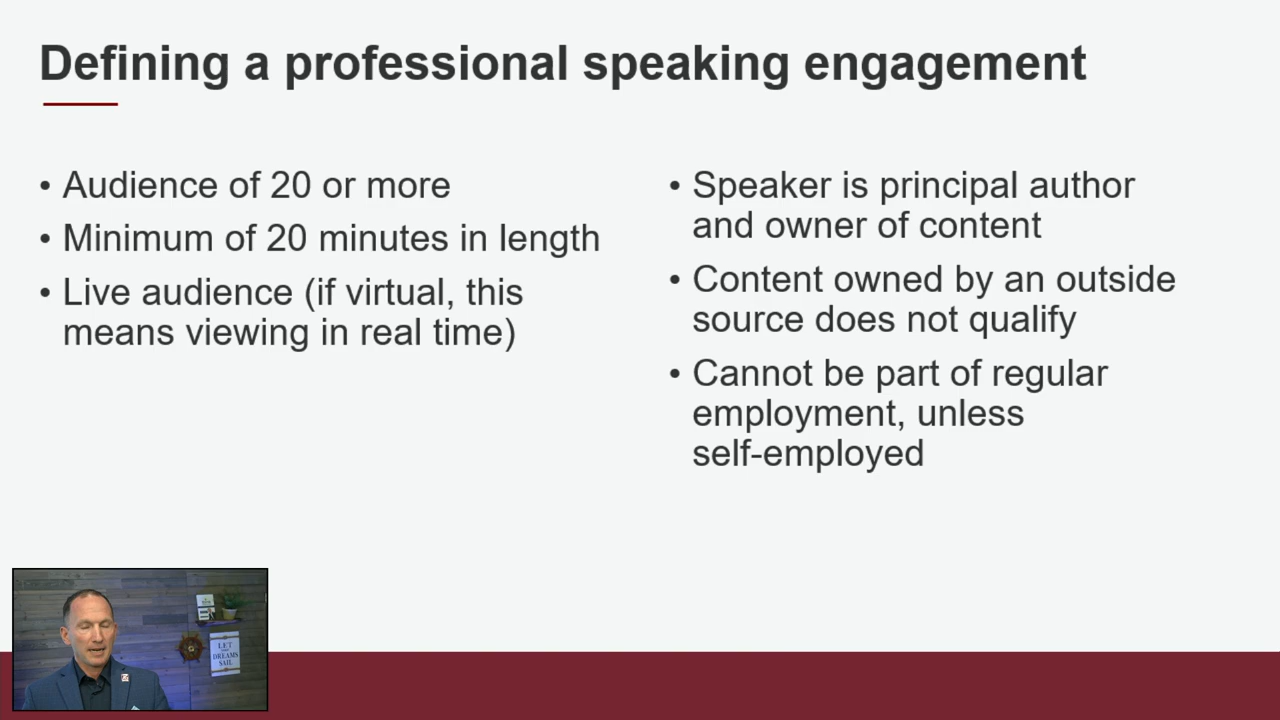 Defining a professional speaking engagement
• Audience of 20 or more
• Minimum of 20 minutes in length
• Live audience (if virtual, this
means viewing in real time)
• Speaker is principal author
and owner of content
• Content owned by an outside
source does not qualify
• Cannot be part of regular
employment, unless
self-employed
LET
DREAMS
SAIL